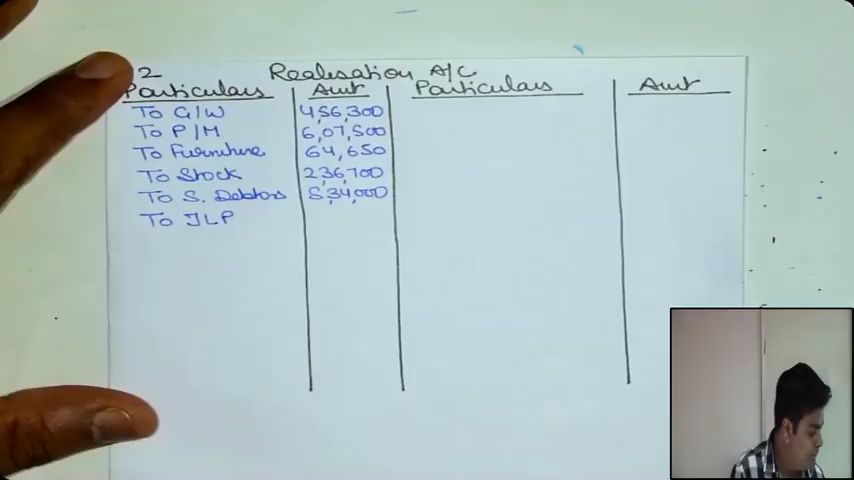 2 Realisation A/C
Particulars Amt Particulars Amt
To G/W 4,56,300
To P/M 6,07,500
To Furniture 64,650
To Stock 236,700
To S. Debtors 5,34,000
To JLP